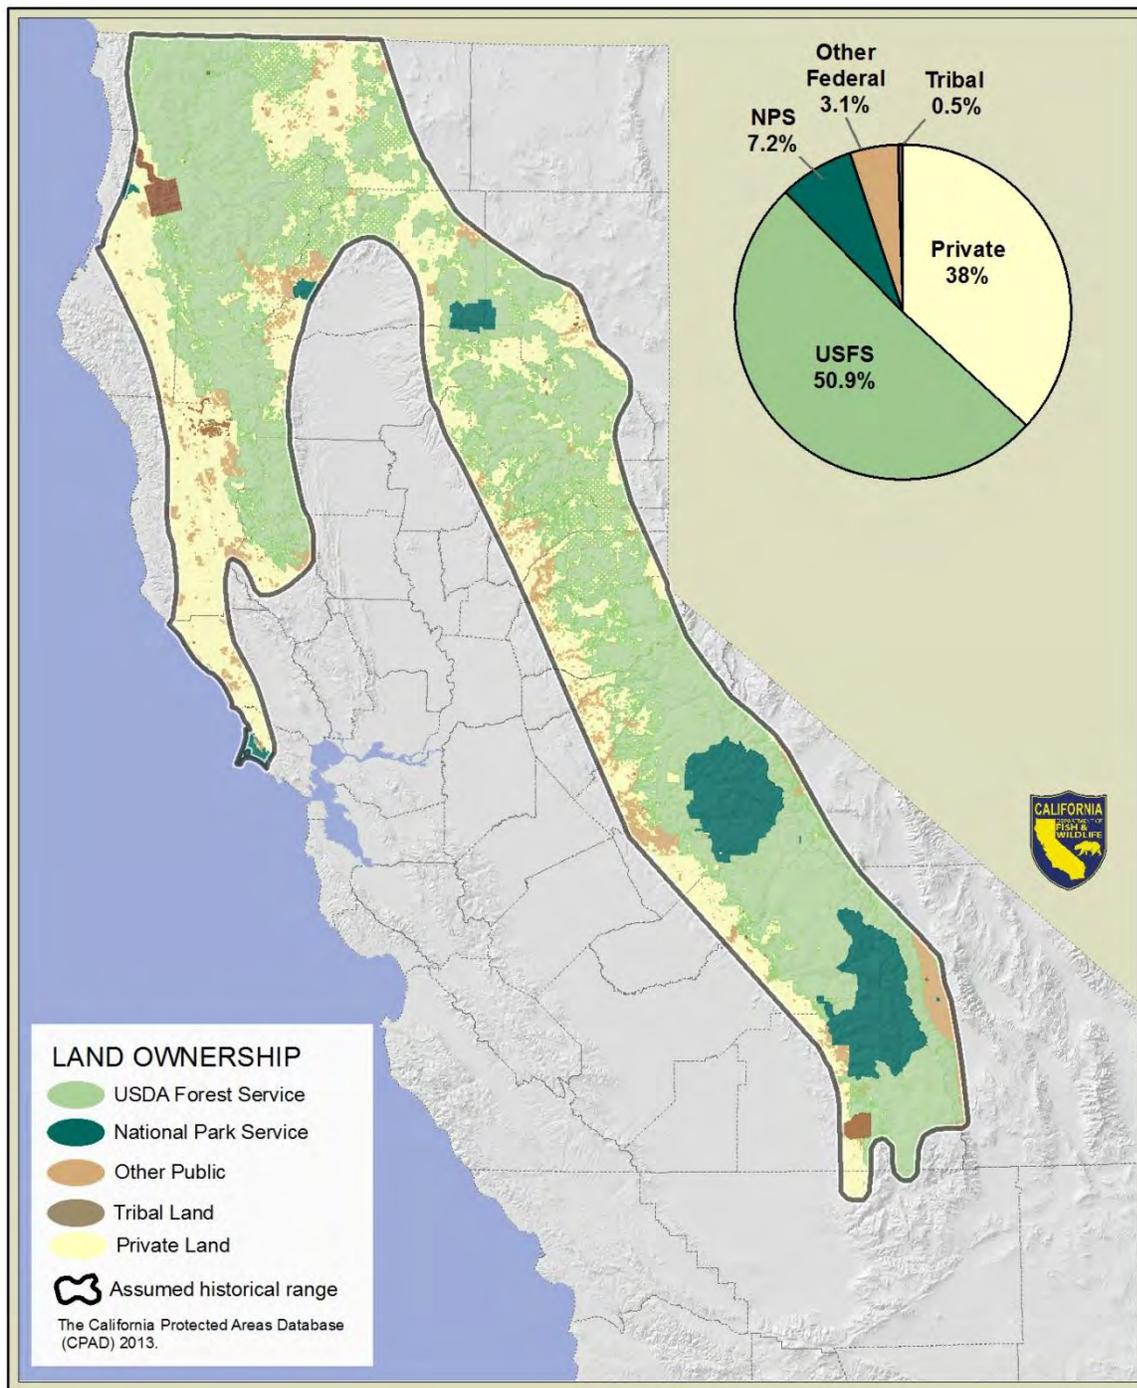 Other
Federal
3.1%
Tribal
0.5%
NPS
7.2%
Private
38%
USFS
50.9%
CALIFORNIA
DEPARTMENT OF
FISH &
WILDLIFE
LAND OWNERSHIP
USDA Forest Service
National Park Service
Other Public
Tribal Land
Private Land
Assumed historical range
The California Protected Areas Database
(CPAD) 2013.